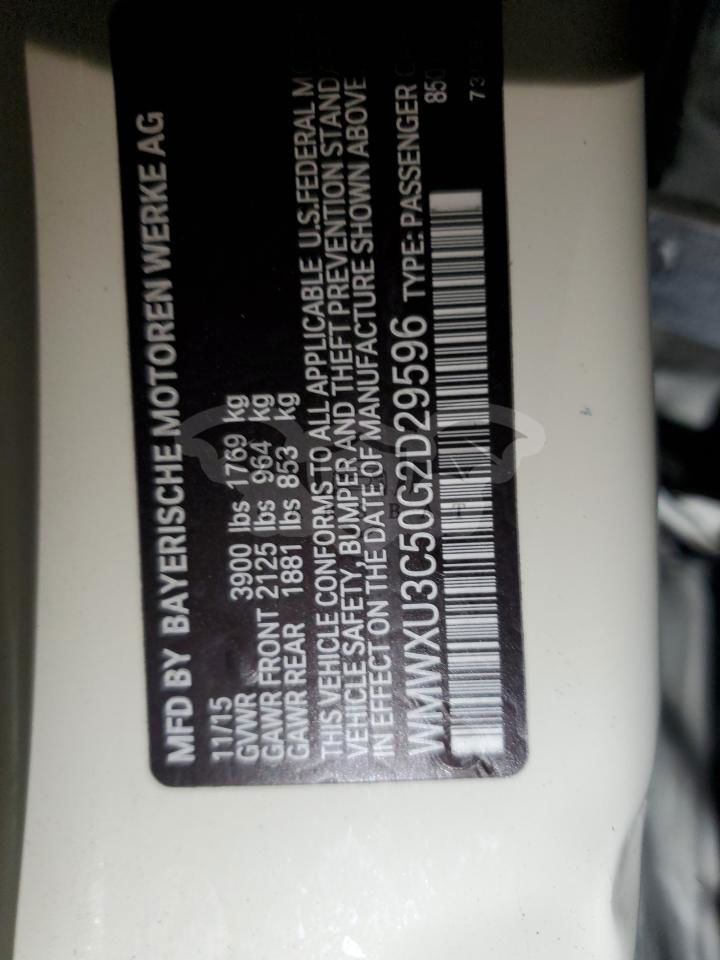 MFD BY BAYERISCHE MOTOREN WERKE AG
11/15
GVWR 3900 lbs 1769 kg
GAWR FRONT 2125 lbs 964 kg
GAWR REAR 1881 lbs 853 kg
THIS VEHICLE CONFORMS TO ALL APPLICABLE U.S.FEDERAL
VEHICLE SAFETY, BUMPER AND THEFT PREVENTION
IN EFFECT ON THE DATE OF MANUFACTURE SHOWN ABOVE
WMWXU3C50G2D29596 TYPE: PASSENGER
850